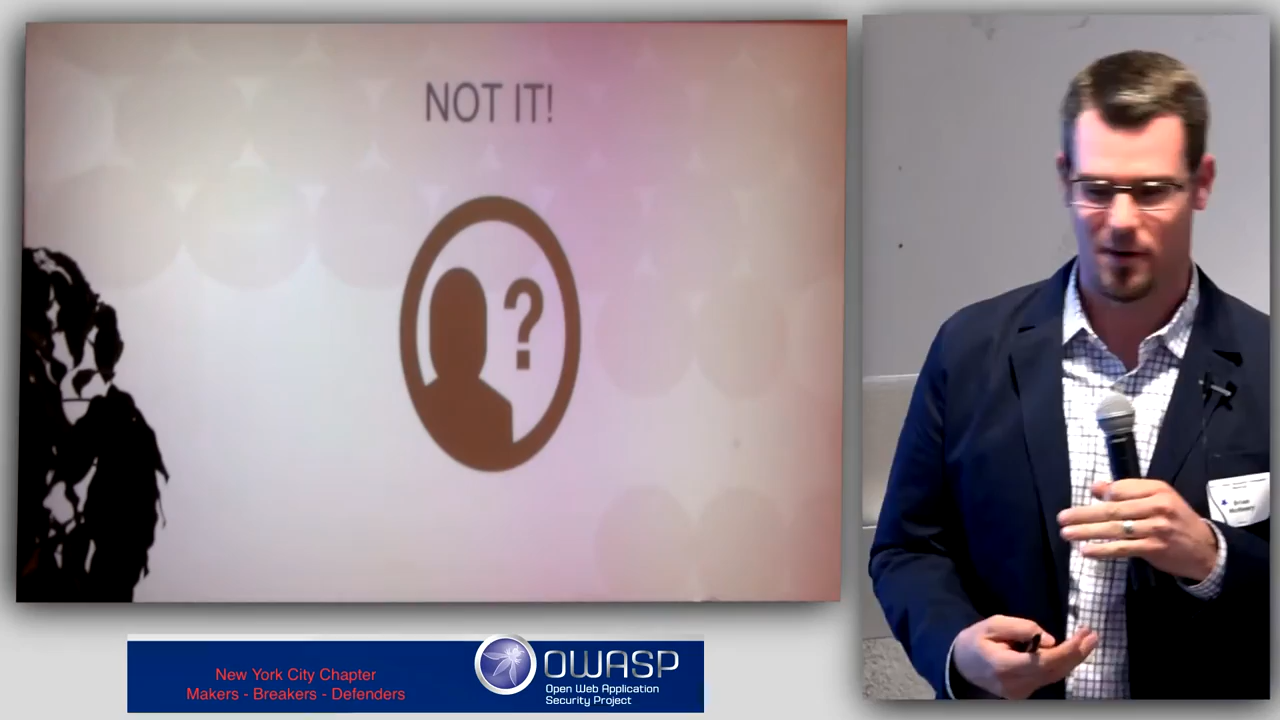 NOT IT!
?
New York City Chapter
Makers - Breakers - Defenders
OWASP
Open Web Application
Security Project